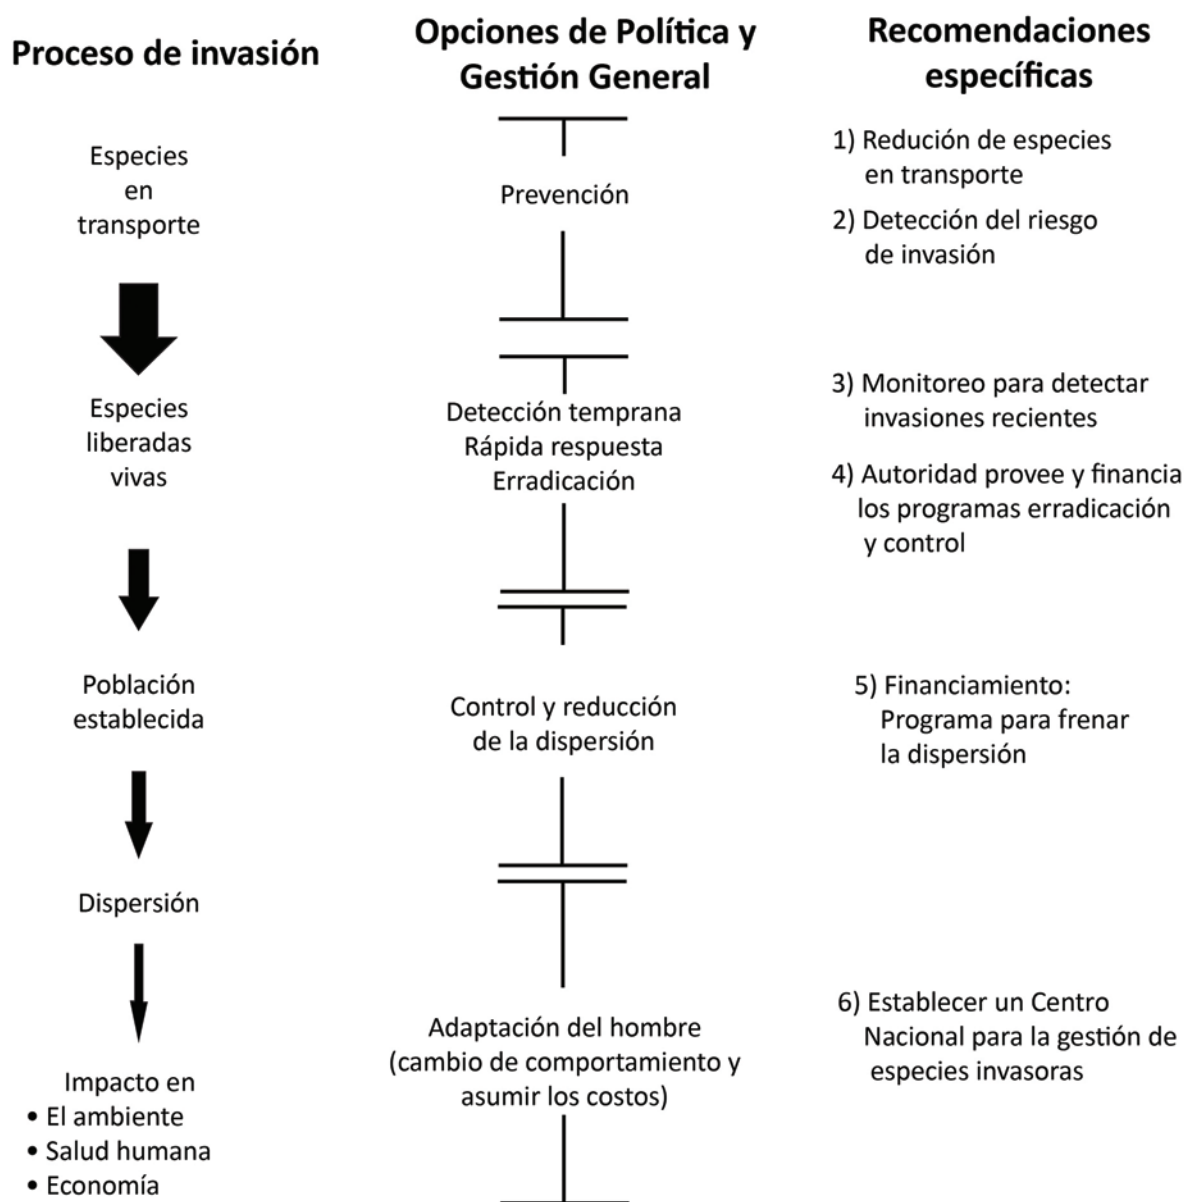 Proceso de invasión
Especies
en
transporte
Especies
liberadas
vivas
Población
establecida
Dispersión
Impacto en
• El ambiente
• Salud humana
• Economía
Opciones de Política y
Gestión General
Prevención
Detección temprana
Rápida respuesta
Erradicación
Control y reducción
de la dispersión
Adaptación del hombre
(cambio de comportamiento y
asumir los costos)
Recomendaciones
específicas
1) Redución de especies
en transporte
2) Detección del riesgo
de invasión
3) Monitoreo para detectar
invasiones recientes
4) Autoridad provee y financia
los programas erradicación
y control
5) Financiamiento:
Programa para frenar
la dispersión
6) Establecer un Centro
Nacional para la gestión de
especies invasoras